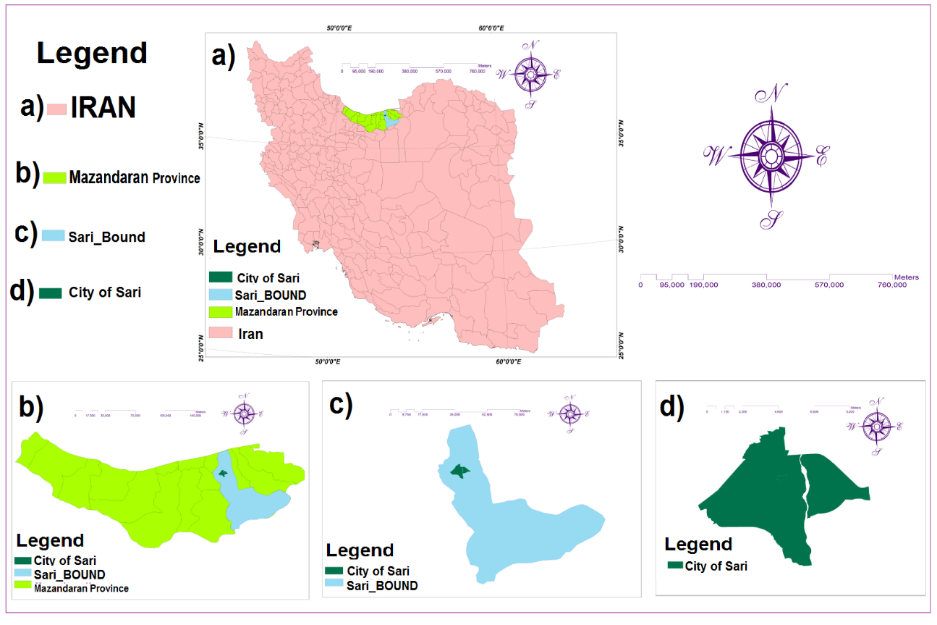 Legend
a) IRAN
b) Mazandaran Province
c) Sari_Bound
d) City of Sari
a)
50°0'0"E 60°0'0"E
N
W E
S
Meters
0 95,000 190,000 380,000 570,000 760,000
35°0'0"N 35°0'0"N
30°0'0"N 30°0'0"N
25°0'0"N 25°0'0"N
50°0'0"E 60°0'0"E
Legend
City of Sari
Sari_BOUND
Mazandaran Province
Iran
N
W E
S
Meters
0 95,000 190,000 380,000 570,000 760,000
b)
Meters
N
W E
S
Legend
City of Sari
Sari_BOUND
Mazandaran Province
c)
Meters
N
W E
S
Legend
City of Sari
Sari_BOUND
d)
Meters
N
W E
S
Legend
City of Sari